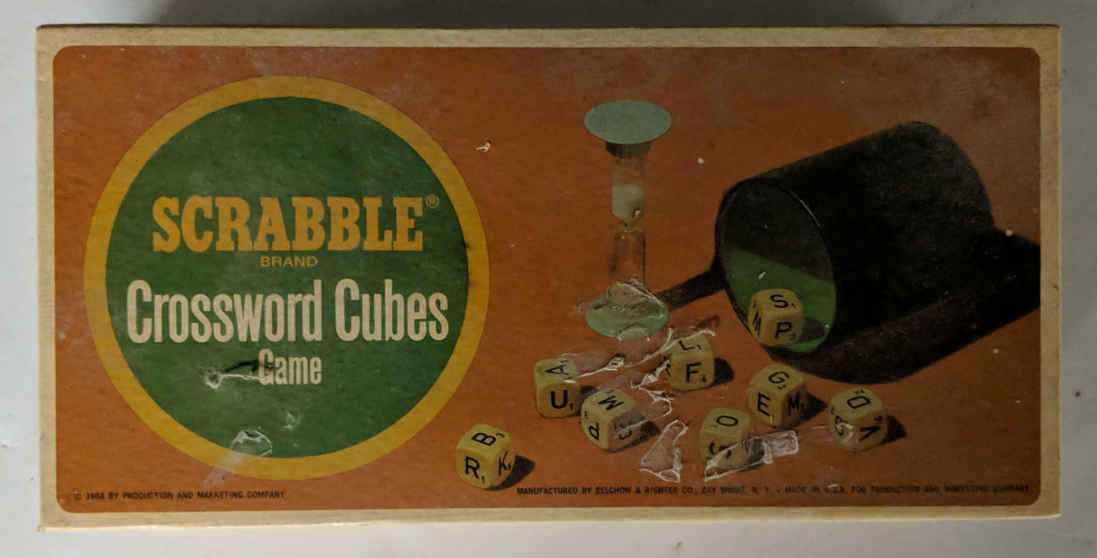 SCRABBLE®
BRAND
Crossword Cubes
Game
S
P
L
F
A
U
M
P
G
E M
O
S
B
R K
© 1968 BY PRODUCTION AND MARKETING COMPANY
MANUFACTURED BY SELCHOW & RIGHTER CO., BAY SHORE, N. Y. - MADE IN U.S.A. FOR PRODUCTION AND MARKETING COMPANY